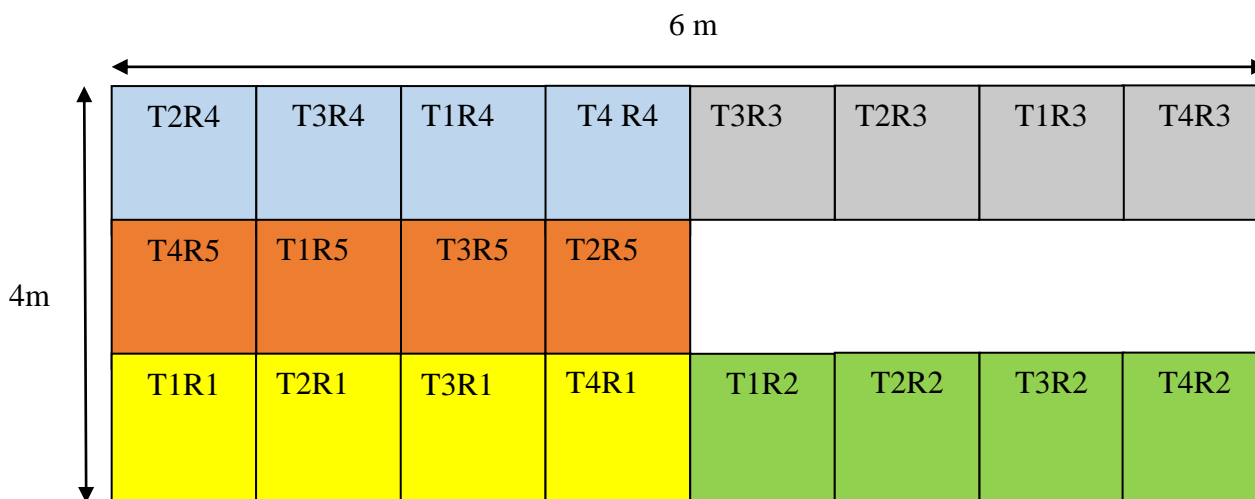 6 m
T2R4 T3R4 T1R4 T4 R4 T3R3 T2R3 T1R3 T4R3
T4R5 T1R5 T3R5 T2R5
4m
T1R1 T2R1 T3R1 T4R1 T1R2 T2R2 T3R2 T4R2